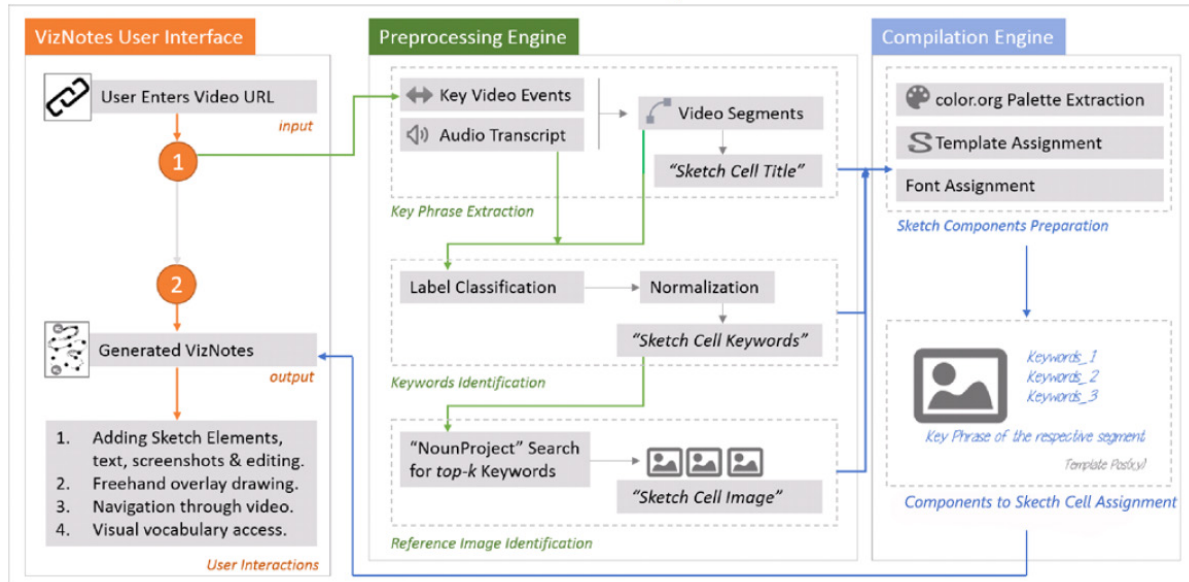 VizNotes User Interface
User Enters Video URL
input
1
2
Generated VizNotes
output
1. Adding Sketch Elements,
text, screenshots & editing.
2. Freehand overlay drawing.
3. Navigation through video.
4. Visual vocabulary access.
User Interactions
Preprocessing Engine
Key Video Events
Audio Transcript
Video Segments
“Sketch Cell Title”
Key Phrase Extraction
Label Classification
Normalization
“Sketch Cell Keywords”
Keywords Identification
“NounProject” Search
for top-k Keywords
“Sketch Cell Image”
Reference Image Identification
Compilation Engine
color.org Palette Extraction
Template Assignment
Font Assignment
Sketch Components Preparation
Keywords_1
Keywords_2
Keywords_3
Key Phrase of the respective segment
Template Pos(x,y)
Components to Skecth Cell Assignment